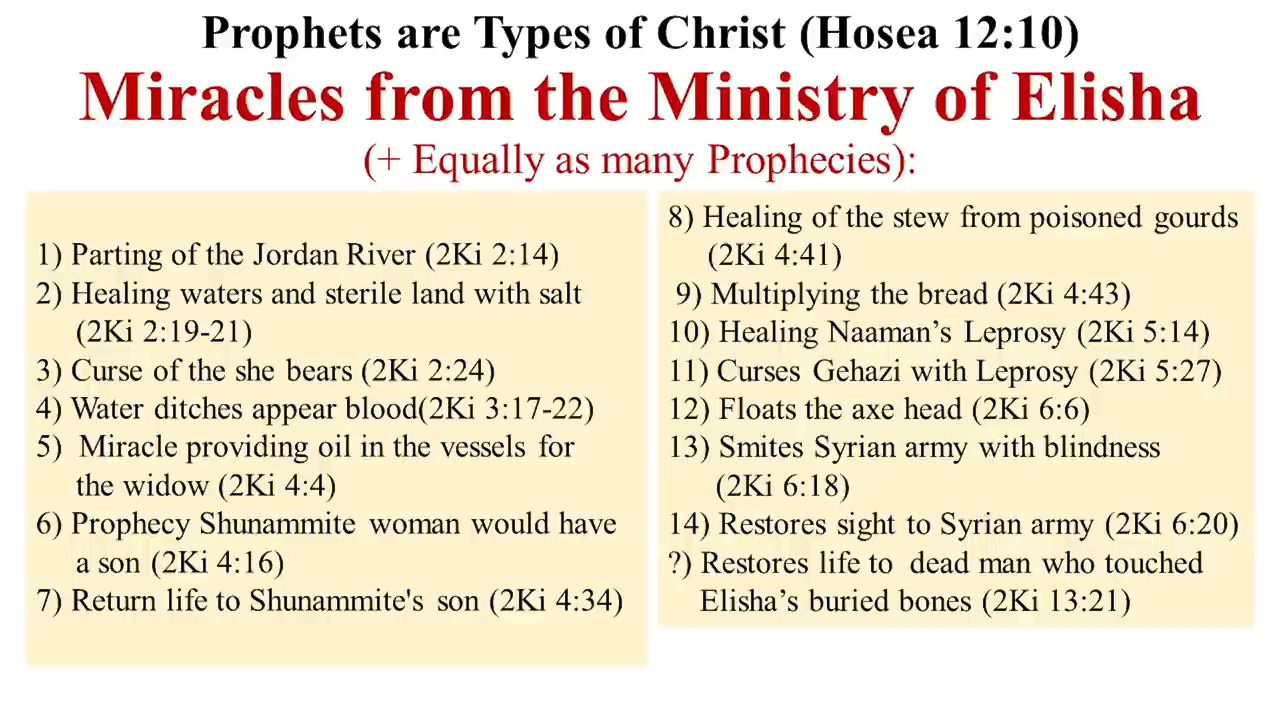 Prophets are Types of Christ (Hosea 12:10)
Miracles from the Ministry of Elisha
(+ Equally as many Prophecies):
1) Parting of the Jordan River (2Ki 2:14)
2) Healing waters and sterile land with salt
(2Ki 2:19-21)
3) Curse of the she bears (2Ki 2:24)
4) Water ditches appear blood(2Ki 3:17-22)
5) Miracle providing oil in the vessels for
the widow (2Ki 4:4)
6) Prophecy Shunammite woman would have
a son (2Ki 4:16)
7) Return life to Shunammite's son (2Ki 4:34)
8) Healing of the stew from poisoned gourds
(2Ki 4:41)
9) Multiplying the bread (2Ki 4:43)
10) Healing Naaman’s Leprosy (2Ki 5:14)
11) Curses Gehazi with Leprosy (2Ki 5:27)
12) Floats the axe head (2Ki 6:6)
13) Smites Syrian army with blindness
(2Ki 6:18)
14) Restores sight to Syrian army (2Ki 6:20)
?) Restores life to dead man who touched
Elisha’s buried bones (2Ki 13:21)